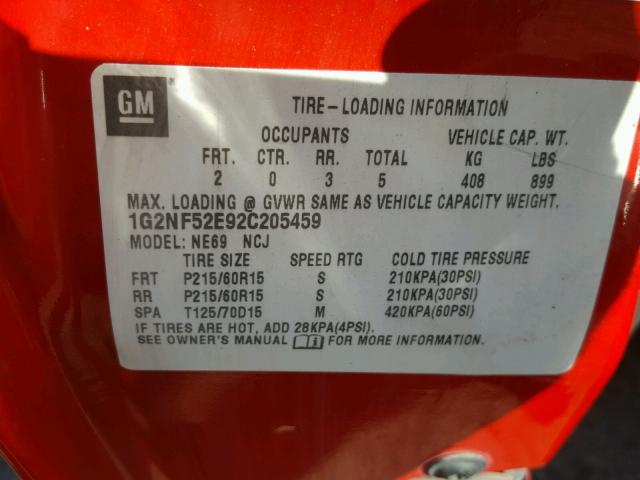 GM
TIRE-LOADING INFORMATION
OCCUPANTS VEHICLE CAP. WT.
FRT. CTR. RR. TOTAL KG LBS
2 0 3 5 408 899
MAX. LOADING @ GVWR SAME AS VEHICLE CAPACITY WEIGHT.
1G2NF52E92C205459
MODEL: NE69 NCJ
TIRE SIZE SPEED RTG COLD TIRE PRESSURE
FRT P215/60R15 S 210KPA(30PSI)
RR P215/60R15 S 210KPA(30PSI)
SPA T125/70D15 M 420KPA(60PSI)
IF TIRES ARE HOT, ADD 28KPA(4PSI).
SEE OWNER'S MANUAL FOR MORE INFORMATION.